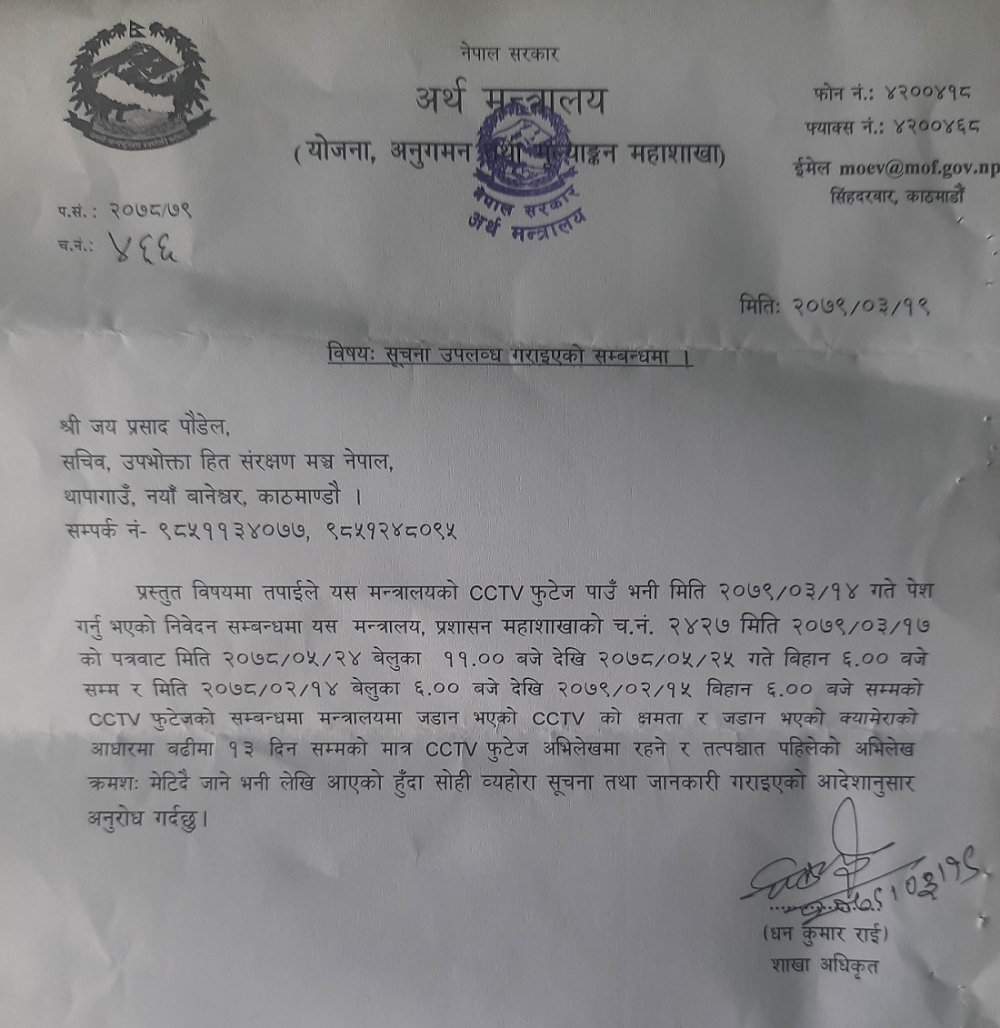 नेपाल सरकार
अर्थ मन्त्रालय
(योजना, अनुगमन तथा मूल्याङ्कन महाशाखा)
फोन नं.: ४२००४१८
फ्याक्स नं.: ४२००४६८
ईमेल moev@mof.gov.np
सिंहदरवार, काठमाडौं
नेपाल सरकार
अर्थ मन्त्रालय
प.सं.: २०७८/७९
च.नं.: ४६६
मितिः २०७९/०३/१९
विषयः सूचना उपलव्ध गराइएको सम्बन्धमा ।
श्री जय प्रसाद पौडेल,
सचिव, उपभोक्ता हित संरक्षण मञ्च नेपाल,
थापागाउँ, नयाँ बानेश्वर, काठमाण्डौ ।
सम्पर्क नं- ९८५११३४०७७, ९८५१२४८०९५
प्रस्तुत विषयमा तपाईले यस मन्त्रालयको CCTV फुटेज पाउँ भनी मिति २०७९/०३/१४ गते पेश
गर्नु भएको निवेदन सम्बन्धमा यस मन्त्रालय, प्रशासन महाशाखाको च.नं. २४२७ मिति २०७९/०३/१७
को पत्रवाट मिति २०७८/०५/२४ बेलुका ११.०० बजे देखि २०७८/०५/२५ गते बिहान ६.०० बजे
सम्म र मिति २०७८/०२/१४ बेलुका ६.०० बजे देखि २०७९/०२/१५ बिहान ६.०० बजे सम्मको
CCTV फुटेजको सम्बन्धमा मन्त्रालयमा जडान भएको CCTV को क्षमता र जडान भएको क्यामेराको
आधारमा बढीमा १३ दिन सम्मको मात्र CCTV फुटेज अभिलेखमा रहने र तत्पश्चात पहिलेको अभिलेख
क्रमशः मेटिदै जाने भनी लेखि आएको हुँदा सोही व्यहोरा सूचना तथा जानकारी गराइएको आदेशानुसार
अनुरोध गर्दछु।
(धन कुमार राई)
शाखा अधिकृत